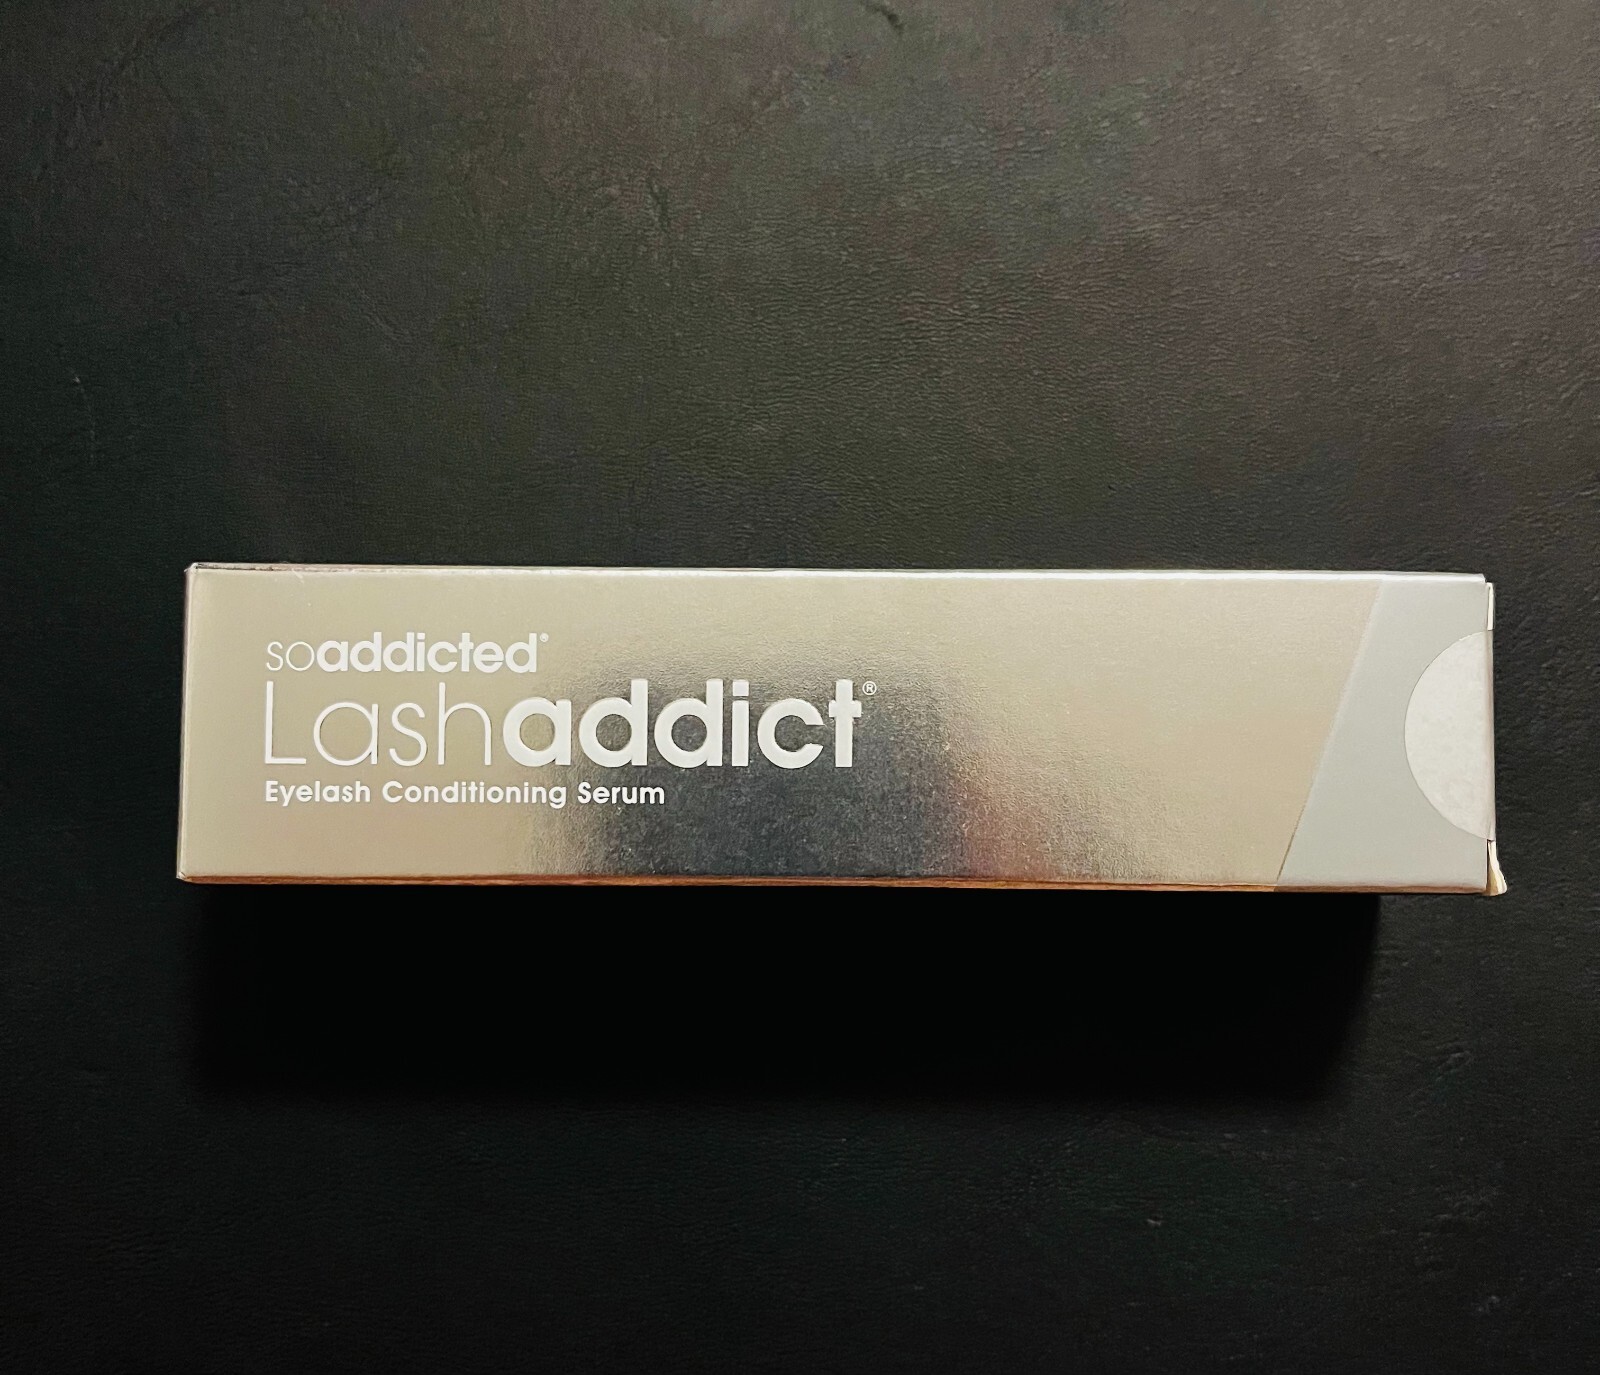 soaddicted®
Lashaddict®
Eyelash Conditioning Serum